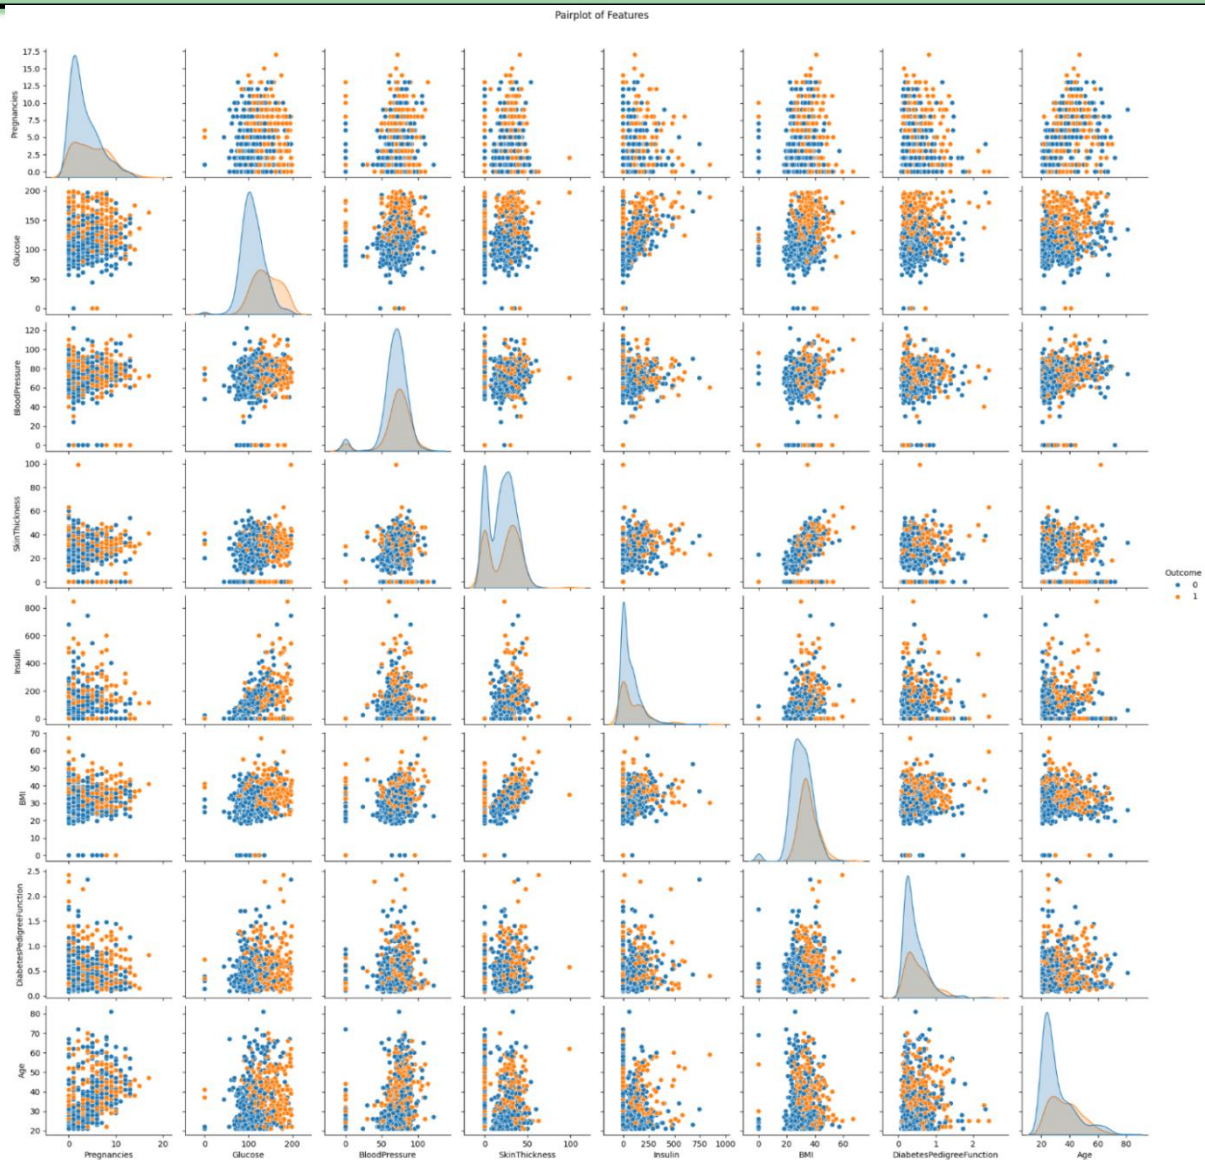 Pairplot of Features
17.5
15.0
12.5
10.0
7.5
5.0
2.5
0.0
Pregnancies
200
150
100
50
0
Glucose
120
100
80
60
40
20
0
BloodPressure
100
80
60
40
20
0
SkinThickness
800
600
400
200
0
Insulin
70
60
50
40
30
20
10
0
BMI
2.5
2.0
1.5
1.0
0.5
0.0
DiabetesPedigreeFunction
80
70
60
50
40
30
20
Age
0 10 20
Pregnancies
0 100 200
Glucose
0 50 100
BloodPressure
0 50 100
SkinThickness
0 250 500 750 1000
Insulin
0 20 40 60
BMI
0 1 2
DiabetesPedigreeFunction
20 40 60 80
Age
Outcome
0
1